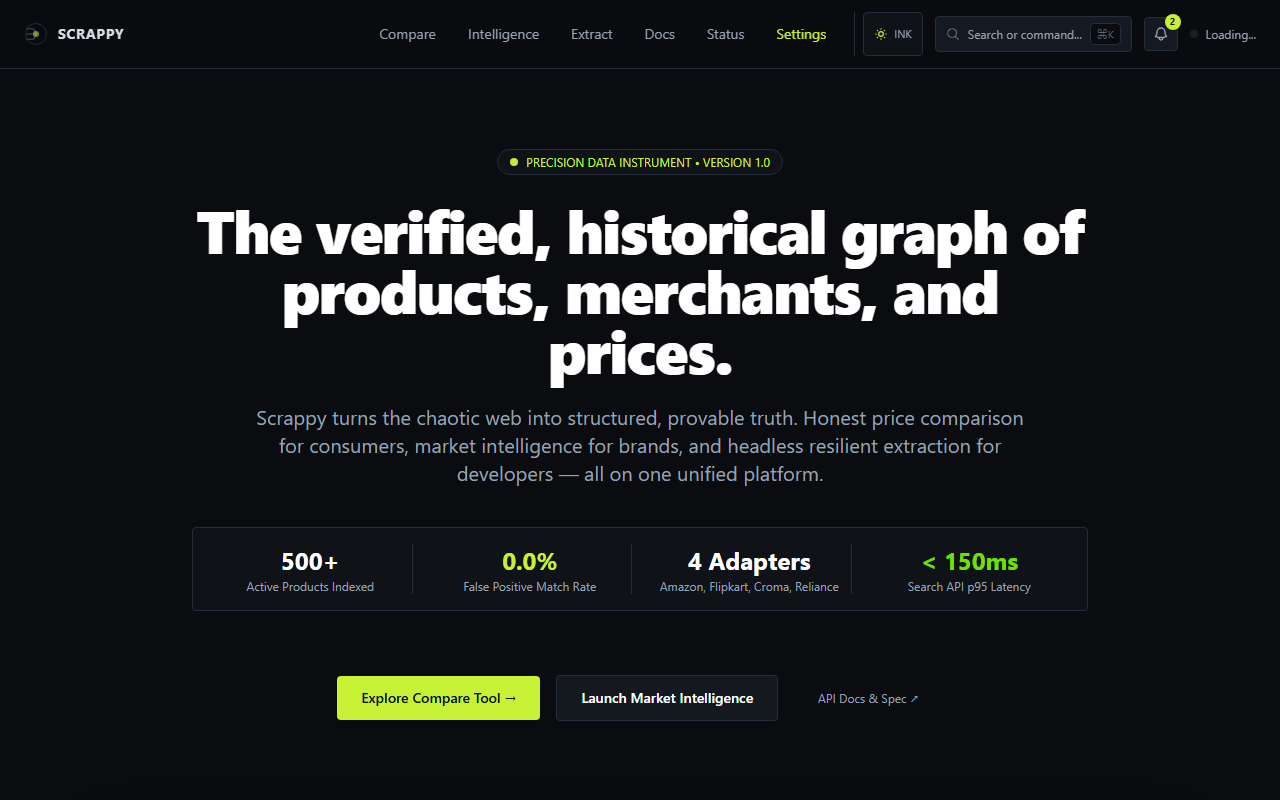 SCRAPPY
Compare
Intelligence
Extract
Docs
Status
Settings
INK
Search or command...
⌘K
2
Loading...
PRECISION DATA INSTRUMENT • VERSION 1.0
The verified, historical graph of
products, merchants, and
prices.
Scrappy turns the chaotic web into structured, provable truth. Honest price comparison
for consumers, market intelligence for brands, and headless resilient extraction for
developers — all on one unified platform.
500+
Active Products Indexed
0.0%
False Positive Match Rate
4 Adapters
Amazon, Flipkart, Croma, Reliance
< 150ms
Search API p95 Latency
Explore Compare Tool →
Launch Market Intelligence
API Docs & Spec ↗